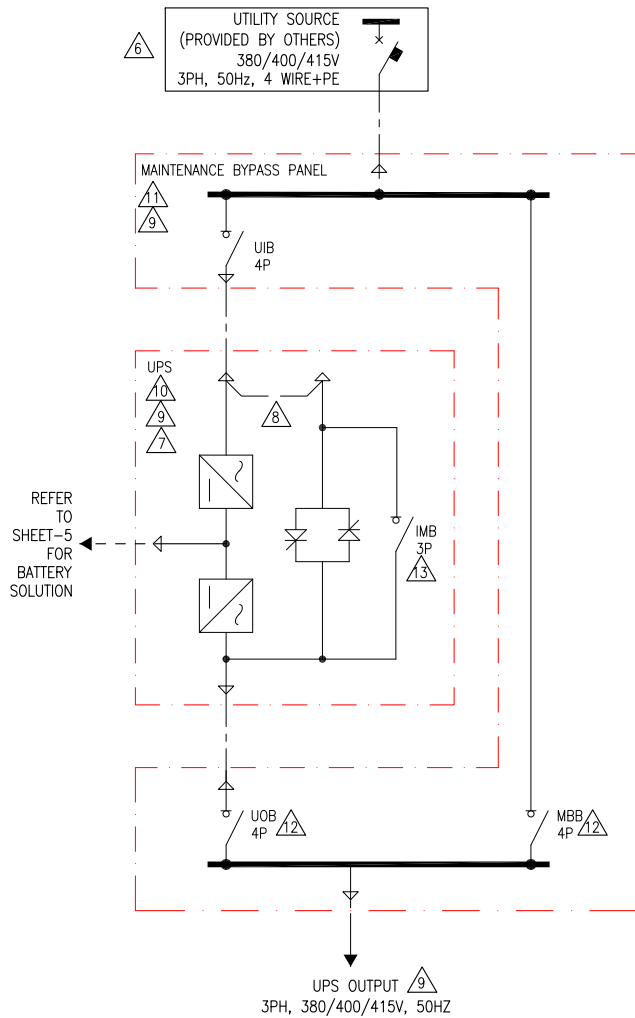 UTILITY SOURCE
(PROVIDED BY OTHERS)
380/400/415V
3PH, 50Hz, 4 WIRE+PE
6
MAINTENANCE BYPASS PANEL
11
9
UIB
4P
UPS
10
9
7
8
REFER
TO
SHEET-5
FOR
BATTERY
SOLUTION
IMB
3P
13
UOB
4P
12
MBB
4P
12
UPS OUTPUT 9
3PH, 380/400/415V, 50HZ